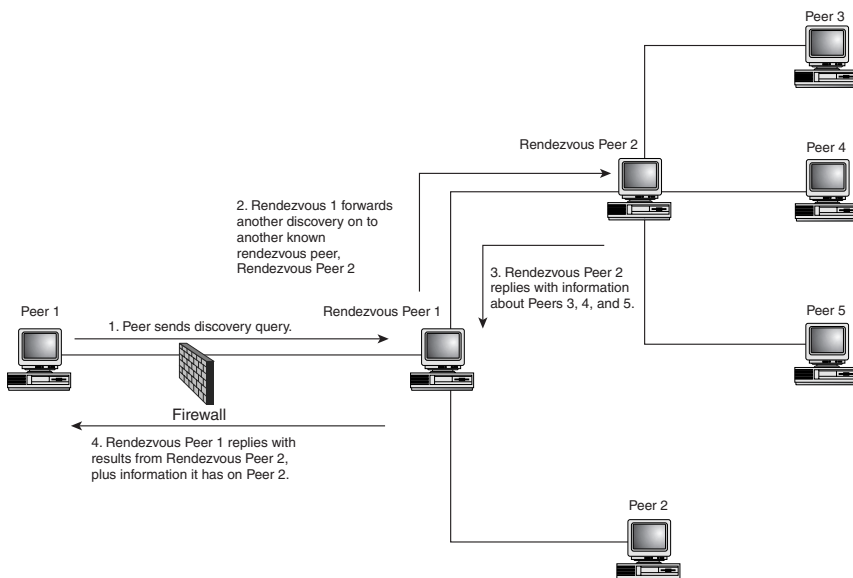 Peer 3
Rendezvous Peer 2
Peer 4
2. Rendezvous 1 forwards
another discovery on to
another known
rendezvous peer,
Rendezvous Peer 2
3. Rendezvous Peer 2
replies with information
about Peers 3, 4, and 5.
Peer 1
Rendezvous Peer 1
Peer 5
1. Peer sends discovery query.
Firewall
4. Rendezvous Peer 1 replies with
results from Rendezvous Peer 2,
plus information it has on Peer 2.
Peer 2